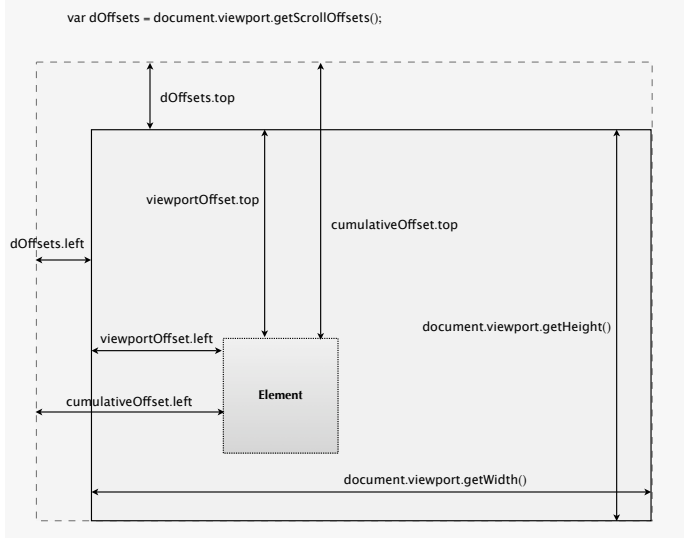 var dOffsets = document.viewport.getScrollOffsets();
dOffsets.top
viewportOffset.top
cumulativeOffset.top
dOffsets.left
document.viewport.getHeight()
viewportOffset.left
Element
cumulativeOffset.left
document.viewport.getWidth()